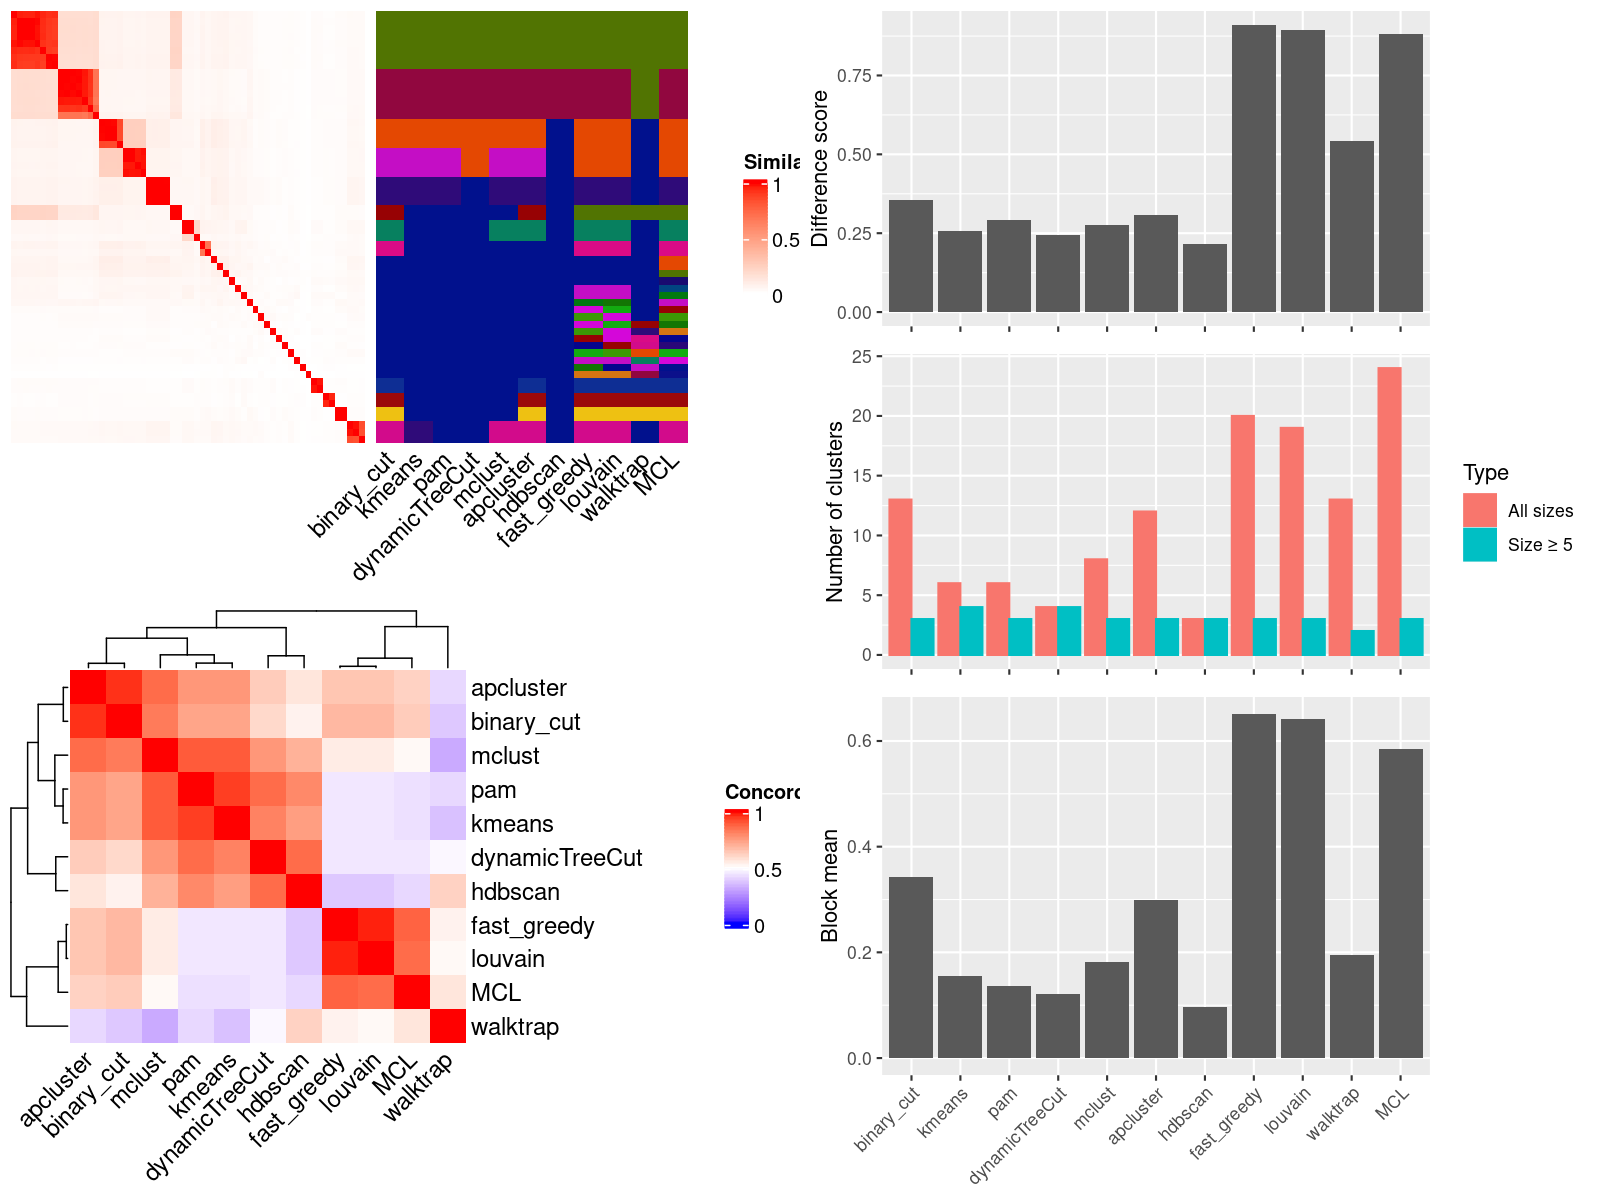 Simila
1
0.5
0
binary_cut
kmeans
pam
dynamicTreeCut
mclust
apcluster
hdbscan
fast_greedy
louvain
walktrap
MCL
apcluster
binary_cut
mclust
pam
kmeans
dynamicTreeCut
hdbscan
fast_greedy
louvain
MCL
walktrap
Concord
1
0.5
0
apcluster
binary_cut
mclust
pam
kmeans
dynamicTreeCut
hdbscan
fast_greedy
louvain
MCL
walktrap
Difference score
0.75
0.50
0.25
0.00
Number of clusters
25
20
15
10
5
0
Type
All sizes
Size ≥ 5
Block mean
0.6
0.4
0.2
0.0
binary_cut
kmeans
pam
dynamicTreeCut
mclust
apcluster
hdbscan
fast_greedy
louvain
walktrap
MCL